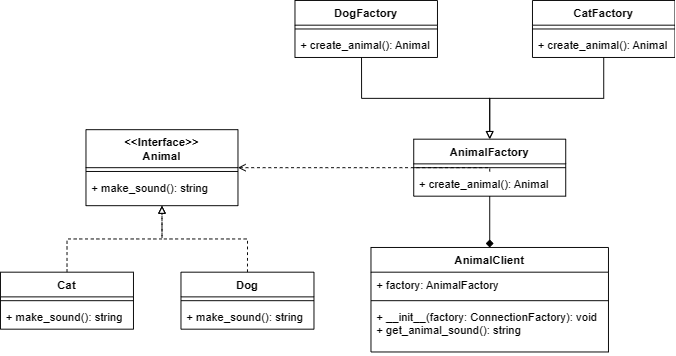 DogFactory
+ create_animal(): Animal
CatFactory
+ create_animal(): Animal
<<Interface>>
Animal
+ make_sound(): string
AnimalFactory
+ create_animal(): Animal
Cat
+ make_sound(): string
Dog
+ make_sound(): string
AnimalClient
+ factory: AnimalFactory
+ __init__(factory: ConnectionFactory): void
+ get_animal_sound(): string